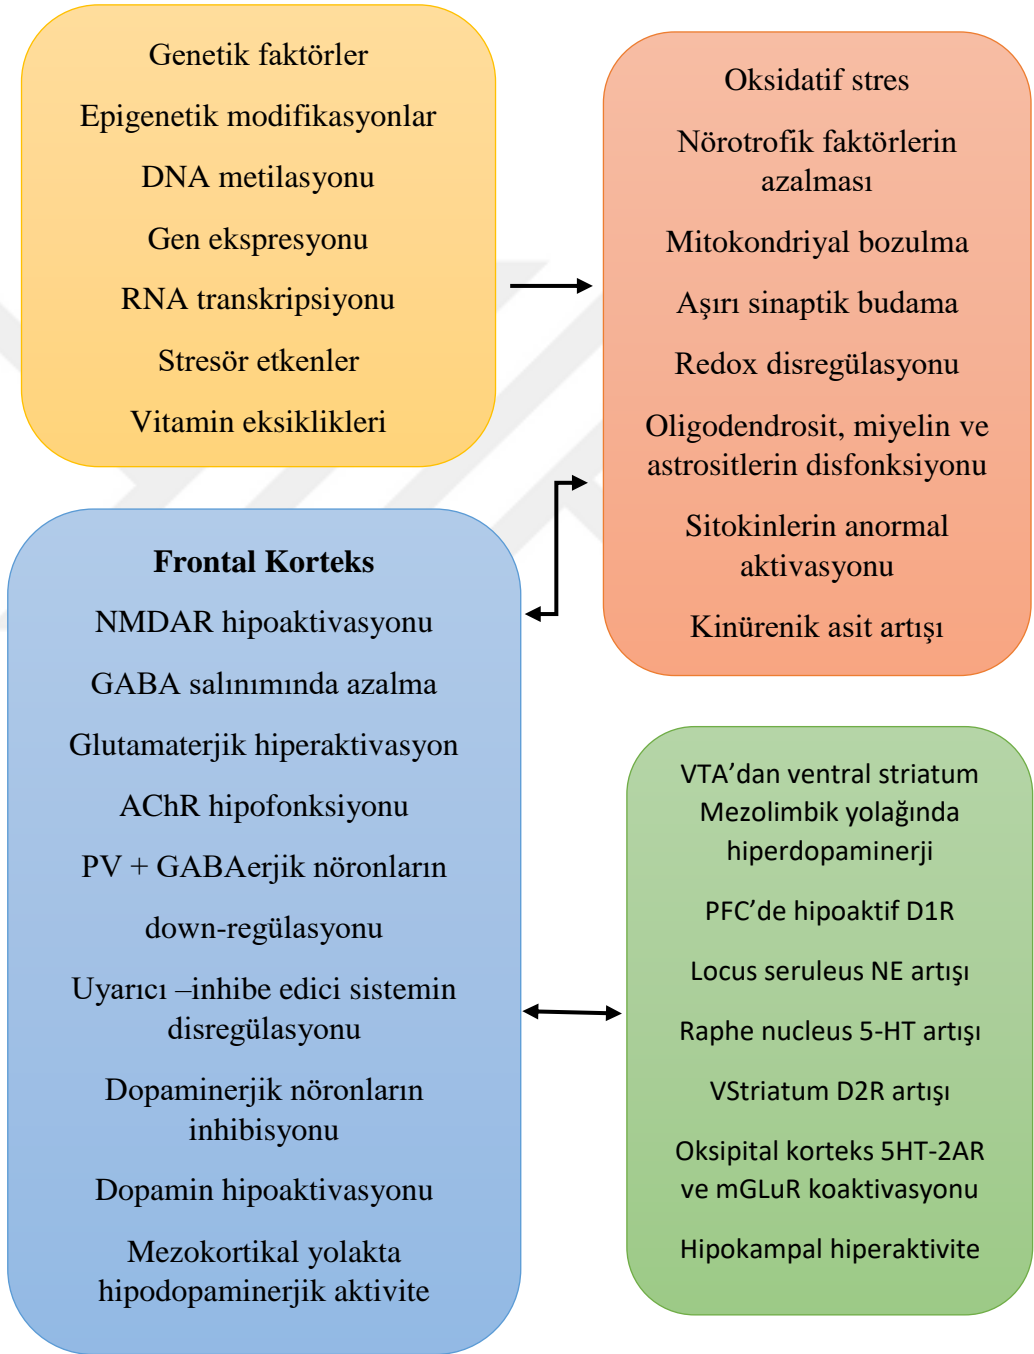 Genetik faktörler
Epigenetik modifikasyonlar
DNA metilasyonu
Gen ekspresyonu
RNA transkripsiyonu
Stresör etkenler
Vitamin eksiklikleri
Oksidatif stres
Nörotrofik faktörlerin
azalması
Mitokondriyal bozulma
Aşırı sinaptik budama
Redox disregülasyonu
Oligodendrosit, miyelin ve
astrositlerin disfonksiyonu
Sitokinlerin anormal
aktivasyonu
Kinürenik asit artışı
Frontal Korteks
NMDAR hipoaktivasyonu
GABA salınımında azalma
Glutamaterjik hiperaktivasyon
AChR hipofonksiyonu
PV + GABAerjik nöronların
down-regülasyonu
Uyarıcı –inhibe edici sistemin
disregülasyonu
Dopaminerjik nöronların
inhibisyonu
Dopamin hipoaktivasyonu
Mezokortikal yolakta
hipodopaminerjik aktivite
VTA’dan ventral striatum
Mezolimbik yolağında
hiperdopaminerji
PFC’de hipoaktif D1R
Locus seruleus NE artışı
Raphe nucleus 5-HT artışı
VStriatum D2R artışı
Oksipital korteks 5HT-2AR
ve mGLuR koaktivasyonu
Hipokampal hiperaktivite